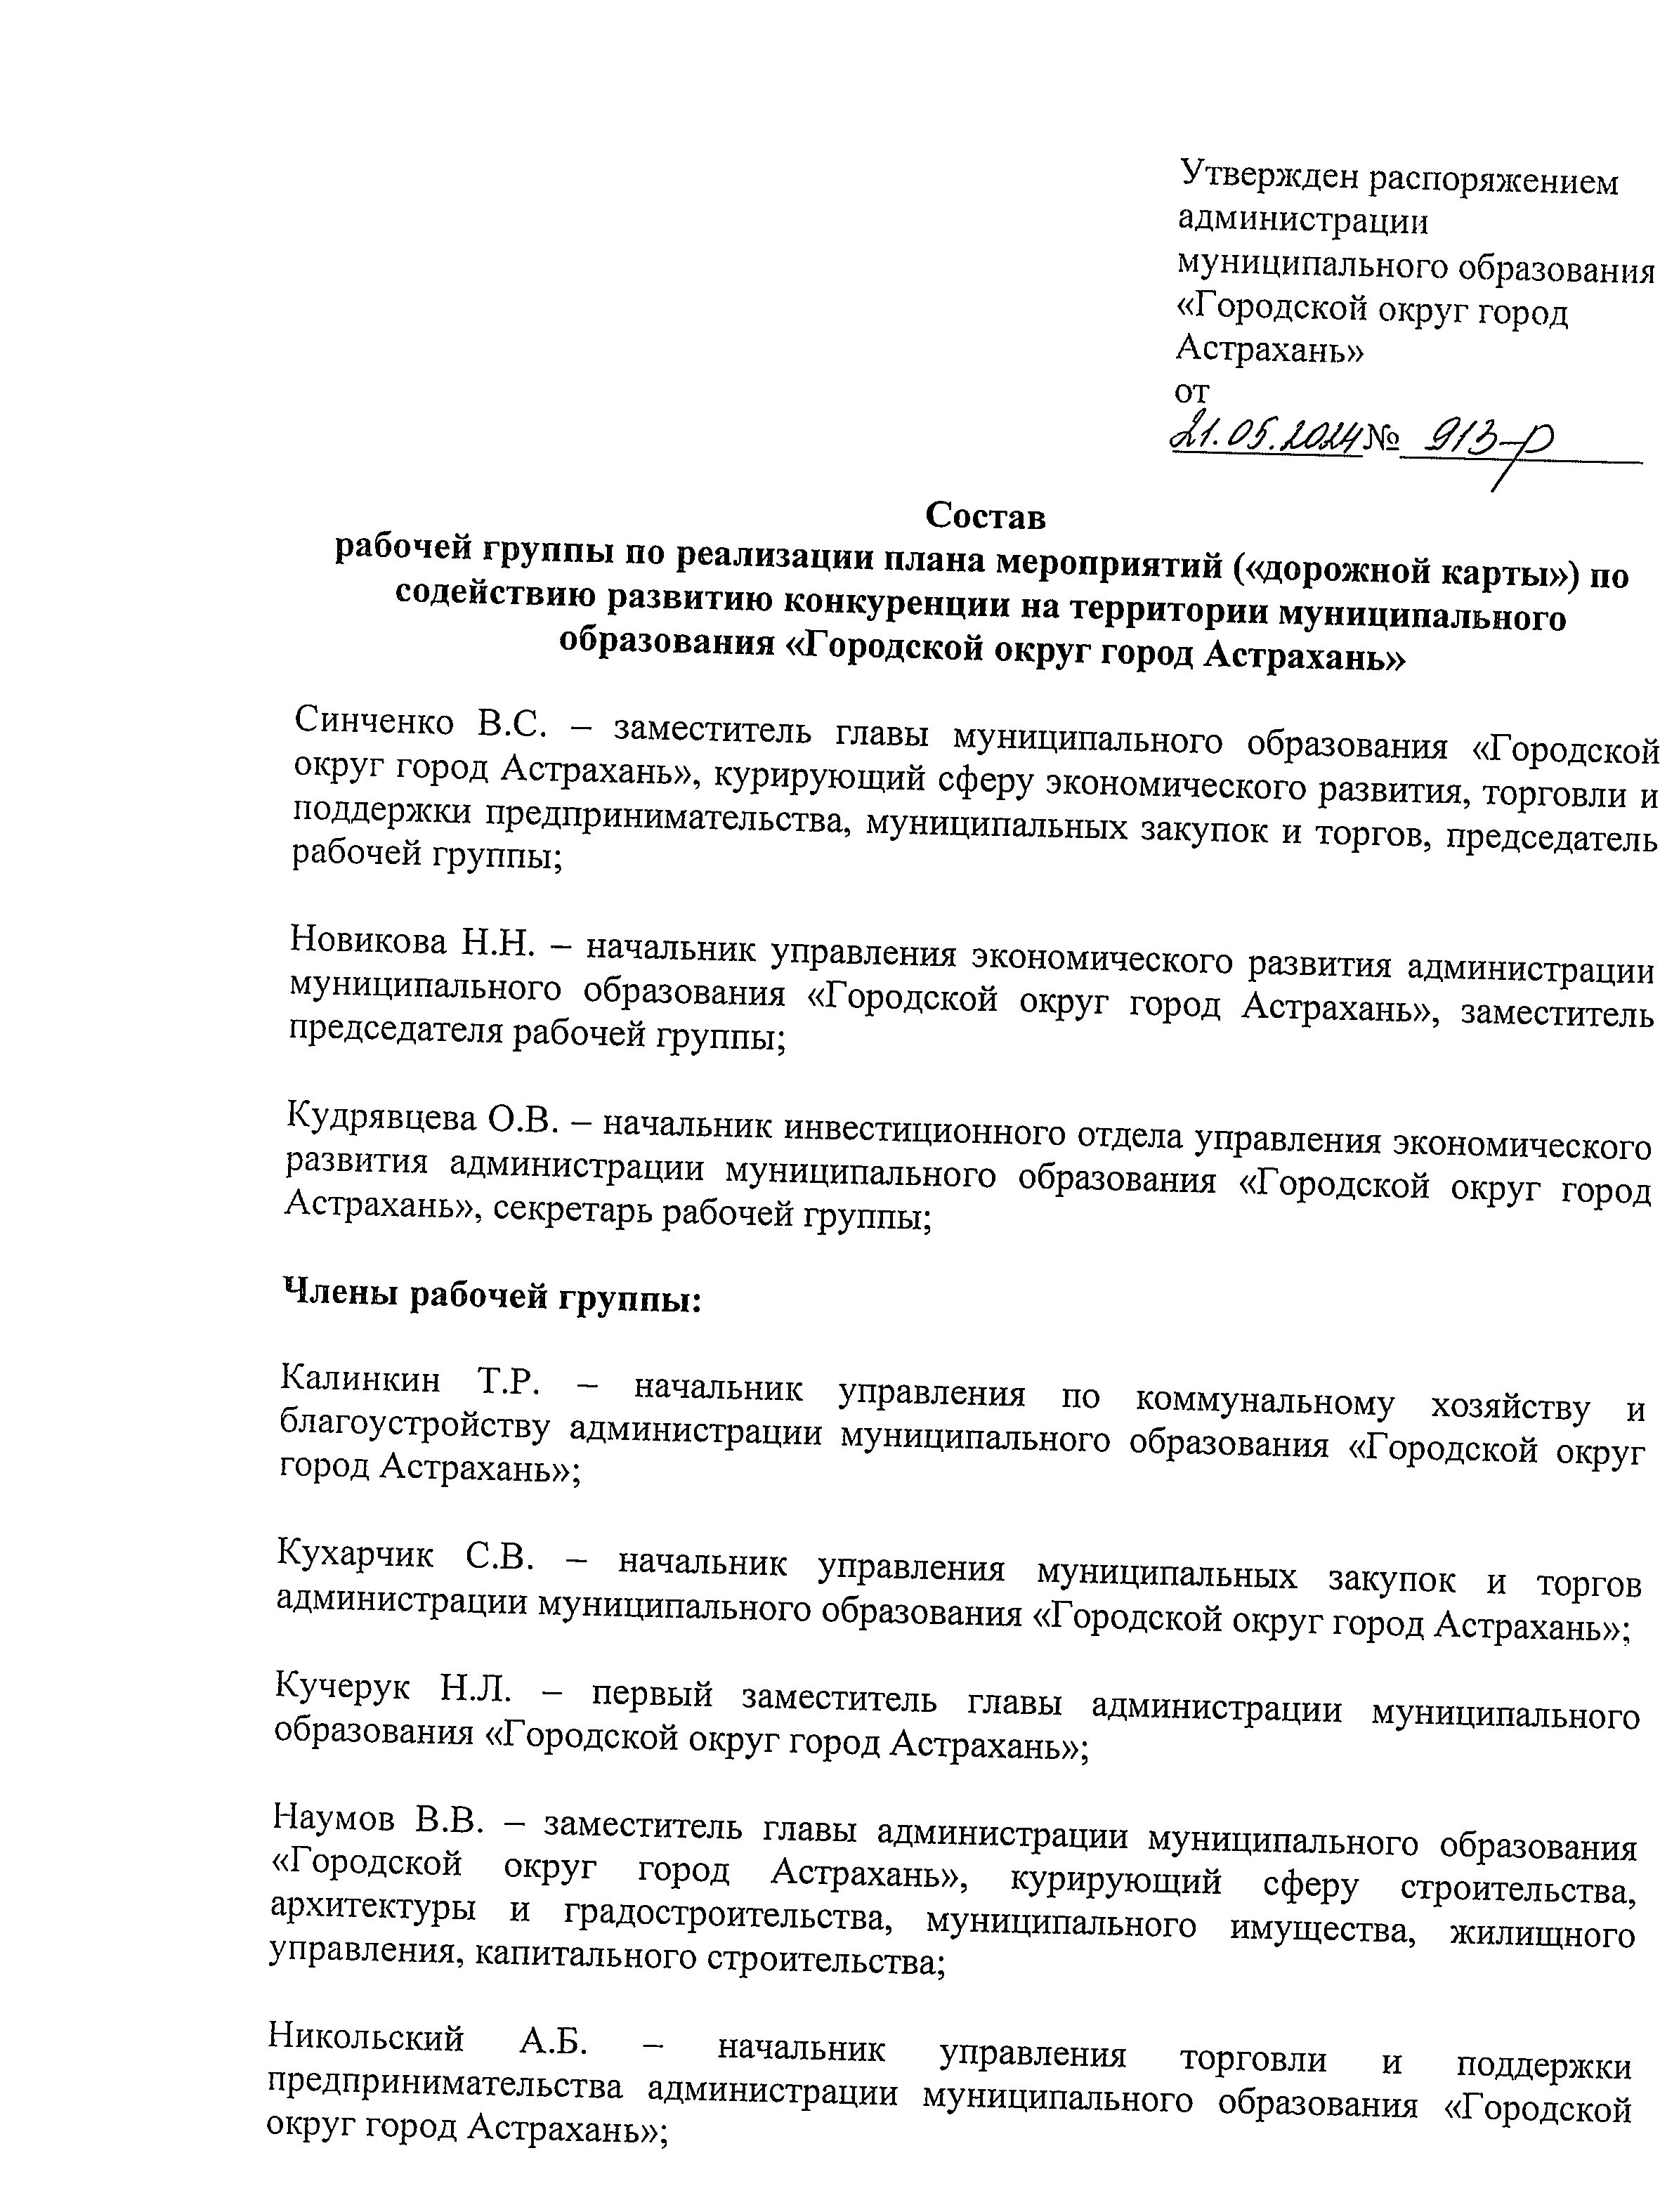 Утвержден распоряжением
администрации
муниципального образования
«Городской округ город
Астрахань»
от
21.05.2024 № 913-р
Состав
рабочей группы по реализации плана мероприятий («дорожной карты») по
содействию развитию конкуренции на территории муниципального
образования «Городской округ город Астрахань»
Синченко В.С. – заместитель главы муниципального образования «Городской
округ город Астрахань», курирующий сферу экономического развития, торговли и
поддержки предпринимательства, муниципальных закупок и торгов, председатель
рабочей группы;
Новикова Н.Н. – начальник управления экономического развития администрации
муниципального образования «Городской округ город Астрахань», заместитель
председателя рабочей группы;
Кудрявцева О.В. – начальник инвестиционного отдела управления экономического
развития администрации муниципального образования «Городской округ город
Астрахань», секретарь рабочей группы;
Члены рабочей группы:
Калинкин Т.Р. – начальник управления по коммунальному хозяйству и
благоустройству администрации муниципального образования «Городской округ
город Астрахань»;
Кухарчик С.В. – начальник управления муниципальных закупок и торгов
администрации муниципального образования «Городской округ город Астрахань»;
Кучерук Н.Л. – первый заместитель главы администрации муниципального
образования «Городской округ город Астрахань»;
Наумов В.В. – заместитель главы администрации муниципального образования
«Городской округ город Астрахань», курирующий сферу строительства,
архитектуры и градостроительства, муниципального имущества, жилищного
управления, капитального строительства;
Никольский А.Б. – начальник управления торговли и поддержки
предпринимательства администрации муниципального образования «Городской
округ город Астрахань»;